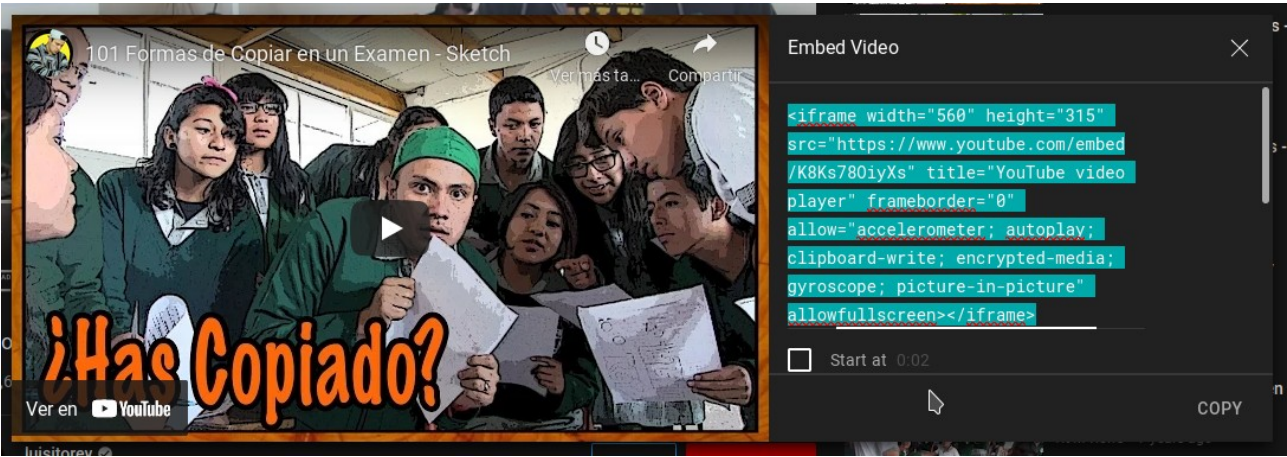 101 Formas de Copiar en un Examen - Sketch
Ver más ta...
Compartir
¿Has Copiado?
Ver en YouTube
luisitorey
Embed Video
<iframe width="560" height="315"
src="https://www.youtube.com/embed
/K8Ks78OiyXs" title="YouTube video
player" frameborder="0"
allow="accelerometer; autoplay;
clipboard-write; encrypted-media;
gyroscope; picture-in-picture"
allowfullscreen></iframe>
Start at 0:02
COPY